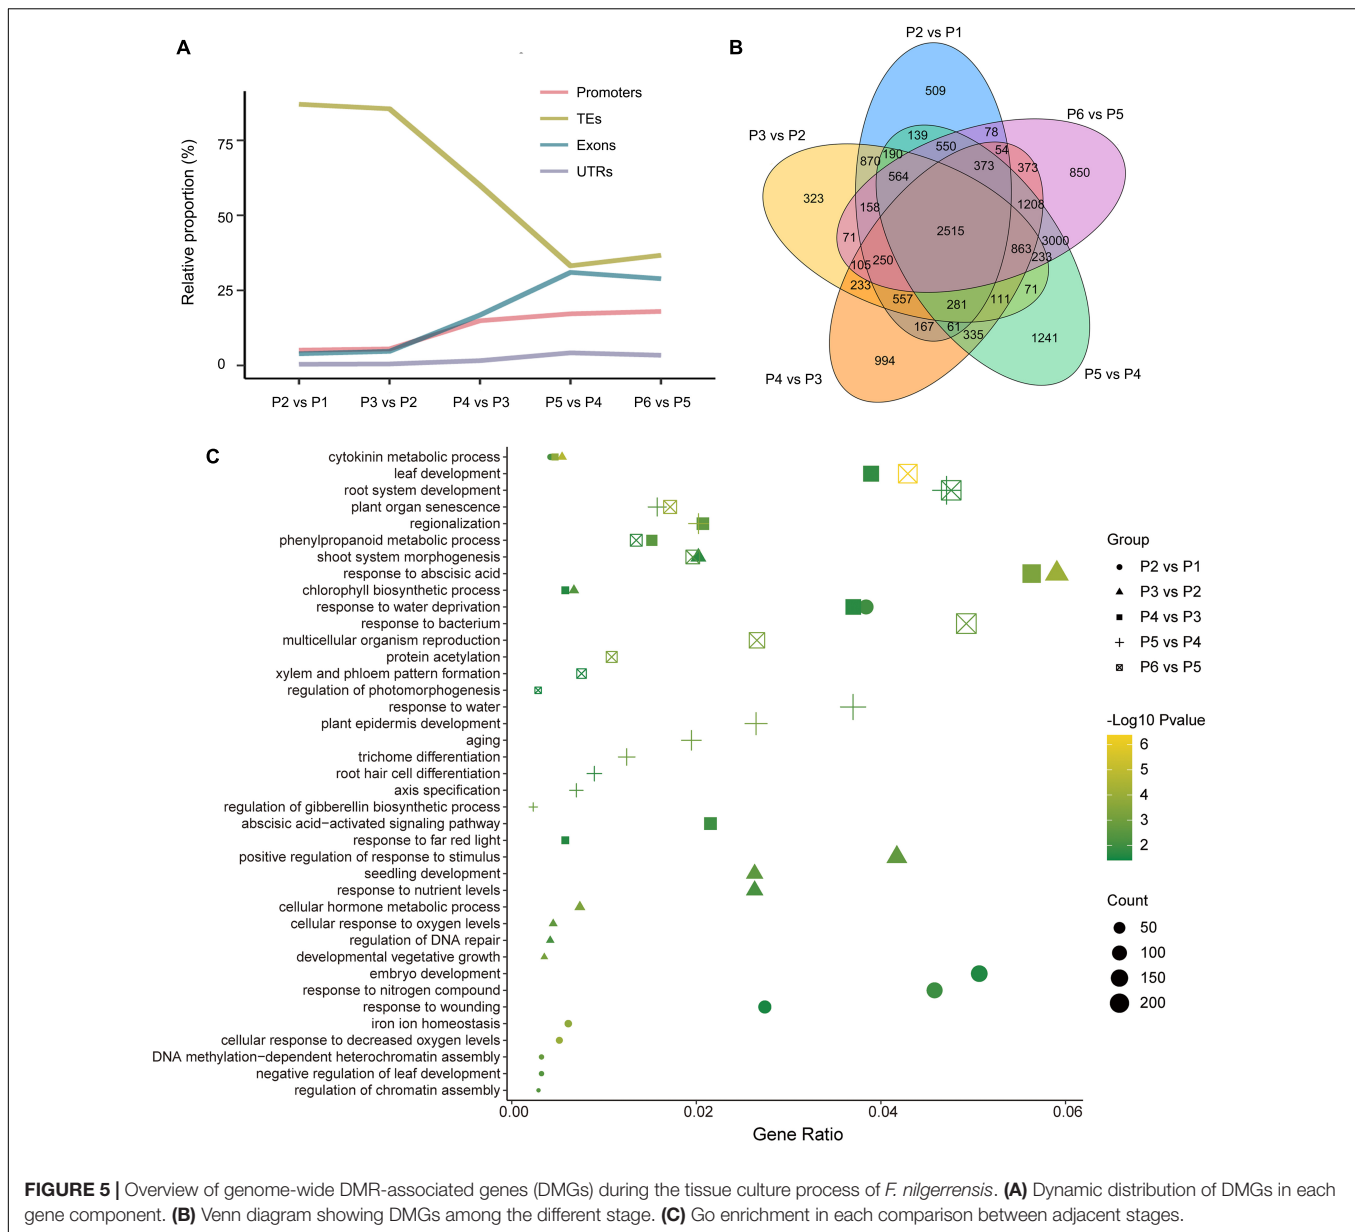 A
Promoters
TEs
Exons
UTRs
Relative proportion (%)
75
50
25
0
P2 vs P1
P3 vs P2
P4 vs P3
P5 vs P4
P6 vs P5
B
P2 vs P1
P6 vs P5
P3 vs P2
P4 vs P3
P5 vs P4
509
139
550
78
54
870
190
564
373
373
850
323
158
1208
71
2515
863
3000
233
105
250
233
557
281
111
71
167
61
335
1241
994
C
cytokinin metabolic process
leaf development
root system development
plant organ senescence
regionalization
phenylpropanoid metabolic process
shoot system morphogenesis
response to abscisic acid
chlorophyll biosynthetic process
response to water deprivation
response to bacterium
multicellular organism reproduction
protein acetylation
xylem and phloem pattern formation
regulation of photomorphogenesis
response to water
plant epidermis development
aging
trichome differentiation
root hair cell differentiation
axis specification
regulation of gibberellin biosynthetic process
abscisic acid−activated signaling pathway
response to far red light
positive regulation of response to stimulus
seedling development
response to nutrient levels
cellular hormone metabolic process
cellular response to oxygen levels
regulation of DNA repair
developmental vegetative growth
embryo development
response to nitrogen compound
response to wounding
iron ion homeostasis
cellular response to decreased oxygen levels
DNA methylation−dependent heterochromatin assembly
negative regulation of leaf development
regulation of chromatin assembly
0.00
0.02
0.04
0.06
Gene Ratio
Group
P2 vs P1
P3 vs P2
P4 vs P3
P5 vs P4
P6 vs P5
-Log10 Pvalue
6
5
4
3
2
Count
50
100
150
200
FIGURE 5 | Overview of genome-wide DMR-associated genes (DMGs) during the tissue culture process of F. nilgerrensis. (A) Dynamic distribution of DMGs in each
gene component. (B) Venn diagram showing DMGs among the different stage. (C) Go enrichment in each comparison between adjacent stages.